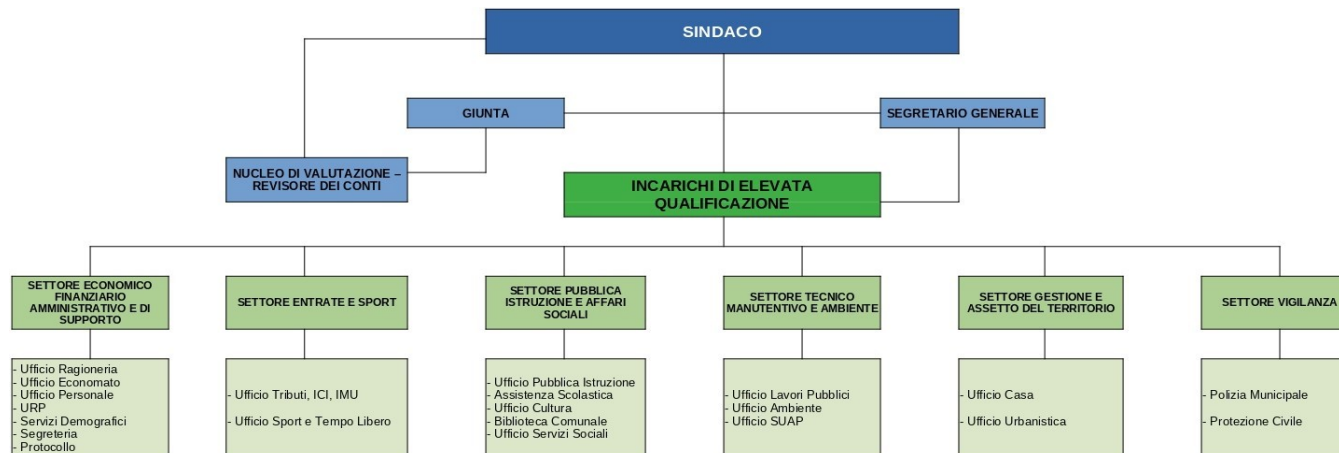 SINDACO
GIUNTA
SEGRETARIO GENERALE
NUCLEO DI VALUTAZIONE –
REVISORE DEI CONTI
INCARICHI DI ELEVATA
QUALIFICAZIONE
SETTORE ECONOMICO
FINANZIARIO
AMMINISTRATIVO E DI
SUPPORTO
SETTORE ENTRATE E SPORT
SETTORE PUBBLICA
ISTRUZIONE E AFFARI
SOCIALI
SETTORE TECNICO
MANUTENTIVO E AMBIENTE
SETTORE GESTIONE E
ASSETTO DEL TERRITORIO
SETTORE VIGILANZA
- Ufficio Ragioneria
- Ufficio Economato
- Ufficio Personale
- URP
- Servizi Demografici
- Segreteria
- Protocollo
- Ufficio Tributi, ICI, IMU
- Ufficio Sport e Tempo Libero
- Ufficio Pubblica Istruzione
- Assistenza Scolastica
- Ufficio Cultura
- Biblioteca Comunale
- Ufficio Servizi Sociali
- Ufficio Lavori Pubblici
- Ufficio Ambiente
- Ufficio SUAP
- Ufficio Casa
- Ufficio Urbanistica
- Polizia Municipale
- Protezione Civile